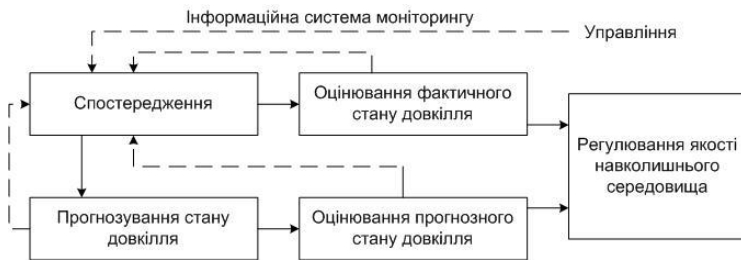 Інформаційна система моніторингу
Управління
Спостередження
Оцінювання фактичного
стану довкілля
Регулювання якості
навколишнього
середовища
Прогнозування стану
довкілля
Оцінювання прогнозного
стану довкілля